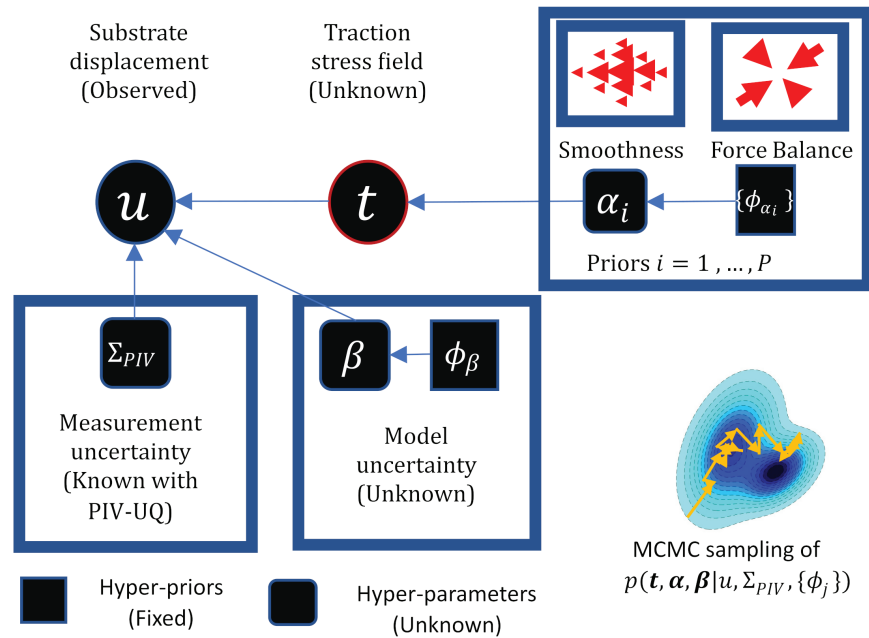 Substrate
displacement
(Observed)
Traction
stress field
(Unknown)
Smoothness
Force Balance
u
t
α_i
{ϕ_{α_i}}
Priors i = 1 , … , P
Σ_{PIV}
β
ϕ_β
Measurement
uncertainty
(Known with
PIV-UQ)
Model
uncertainty
(Unknown)
MCMC sampling of
p(t, α, β|u, Σ_{PIV}, {ϕ_j})
Hyper-priors
(Fixed)
Hyper-parameters
(Unknown)